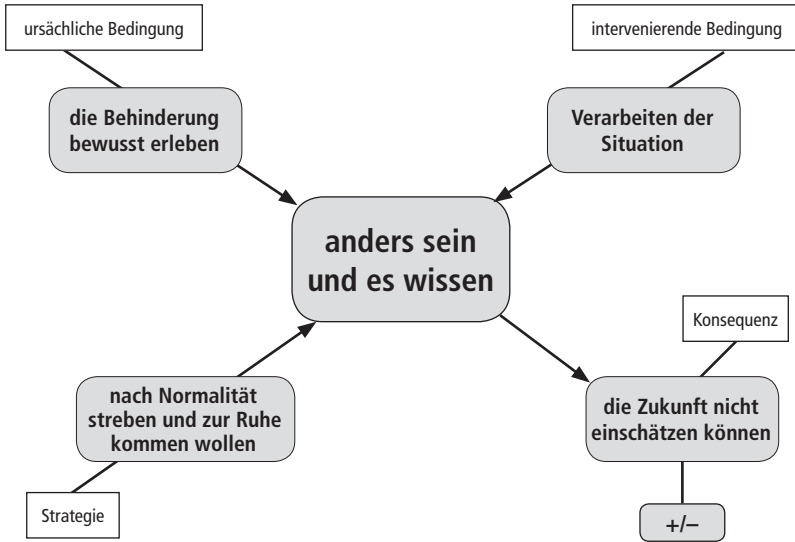 ursächliche Bedingung
intervenierende Bedingung
die Behinderung
bewusst erleben
Verarbeiten der
Situation
anders sein
und es wissen
Konsequenz
nach Normalität
streben und zur Ruhe
kommen wollen
die Zukunft nicht
einschätzen können
Strategie
+/–